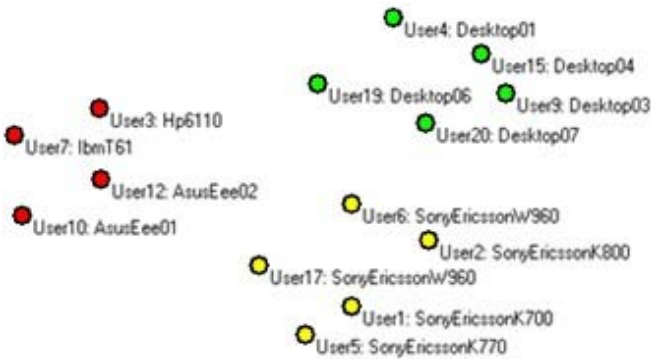 User4: Desktop01
User15: Desktop04
User19: Desktop06
User9: Desktop03
User3: Hp6110
User20: Desktop07
User7: IbmT61
User12: AsusEee02
User6: SonyEricssonW960
User10: AsusEee01
User2: SonyEricssonK800
User17: SonyEricssonW960
User1: SonyEricssonK700
User5: SonyEricssonK770